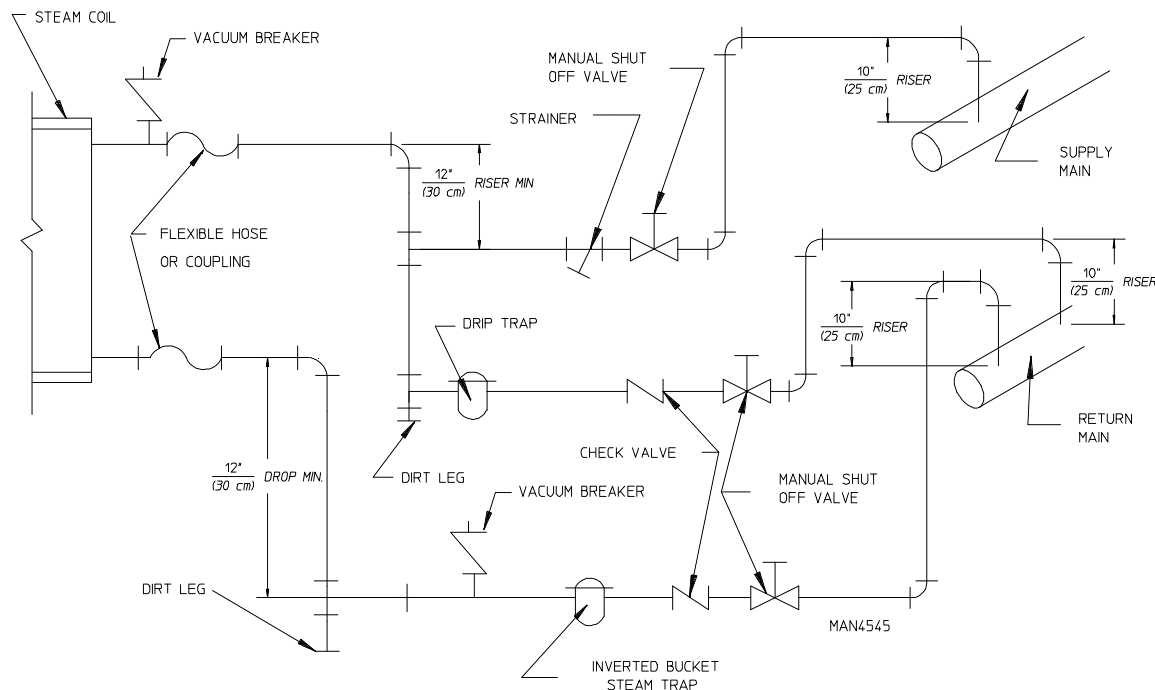 STEAM COIL
VACUUM BREAKER
MANUAL SHUT
OFF VALVE
10"
(25 cm) RISER
STRAINER
SUPPLY
MAIN
12"
(30 cm) RISER MIN
FLEXIBLE HOSE
OR COUPLING
10"
(25 cm) RISER
10"
(25 cm) RISER
DRIP TRAP
RETURN
MAIN
CHECK VALVE
12"
(30 cm) DROP MIN.
DIRT LEG
MANUAL SHUT
OFF VALVE
VACUUM BREAKER
DIRT LEG
MAN4545
INVERTED BUCKET
STEAM TRAP